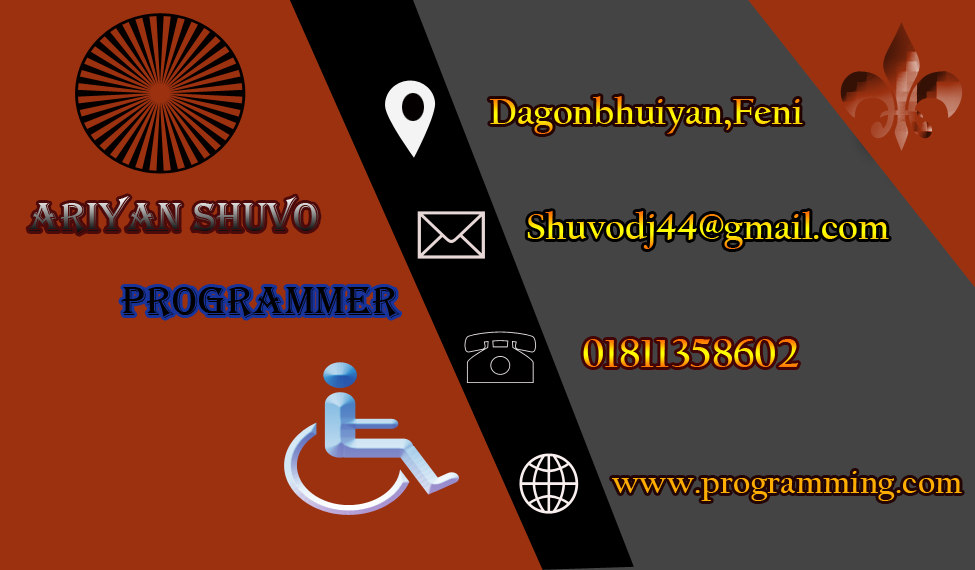 ARIYAN SHUVO
PROGRAMMER
Dagonbhuiyan,Feni
Shuvodj44@gmail.com
01811358602
www.programming.com